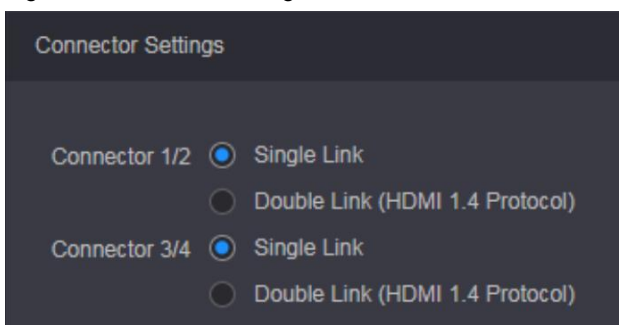 Connector Settings
Connector 1/2 Single Link
Double Link (HDMI 1.4 Protocol)
Connector 3/4 Single Link
Double Link (HDMI 1.4 Protocol)